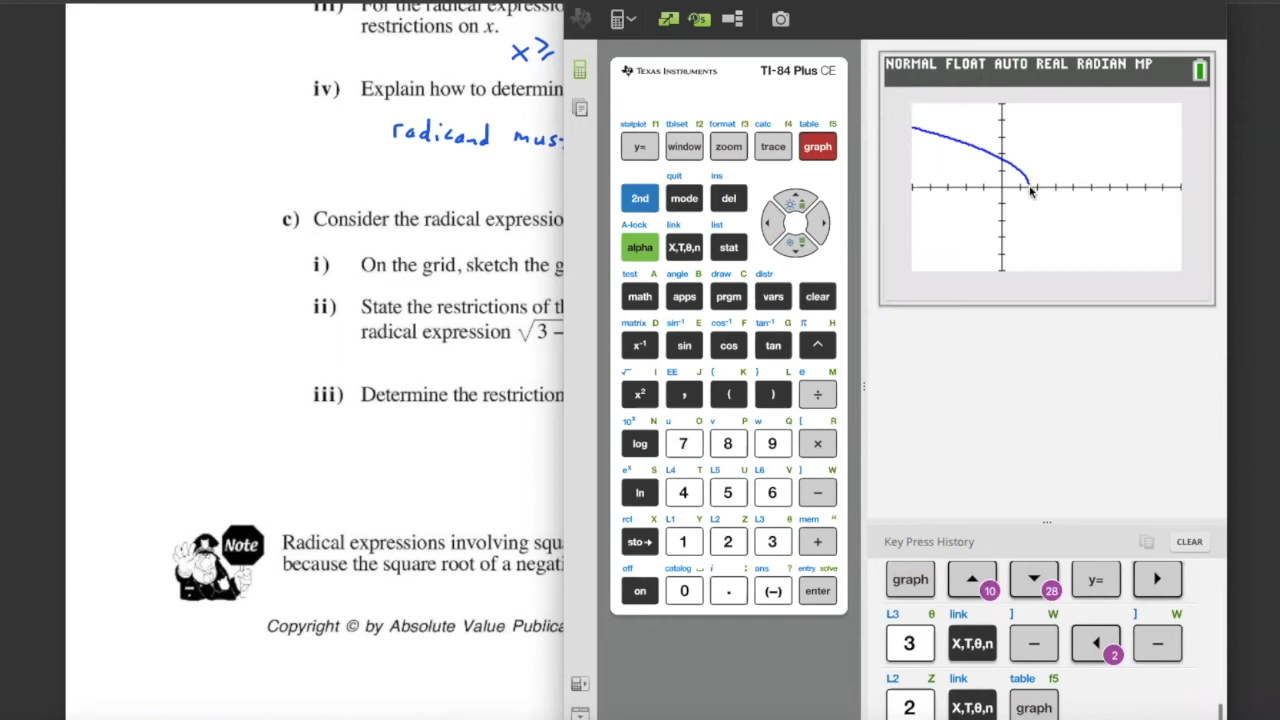 iii) For the radical expressio
restrictions on x.
x ≥
iv) Explain how to determin
radicand mus
c) Consider the radical expressio
i) On the grid, sketch the g
ii) State the restrictions of t
radical expression √3 –
iii) Determine the restriction
Note
Radical expressions involving squ
because the square root of a negati
Copyright © by Absolute Value Publica
TEXAS INSTRUMENTS TI-84 Plus CE
statplot f1 tblset f2 format f3 calc f4 table f5
y= window zoom trace graph
quit ins
2nd mode del
A-lock link list
alpha X,T,θ,n stat
test A angle B draw C distr
math apps prgm vars clear
matrix D sin⁻¹ E cos⁻¹ F tan⁻¹ G π H
x⁻¹ sin cos tan ^
√ I EE J { K } L e M
x² , ( ) ÷
10ˣ N u O v P w Q [ R
log 7 8 9 ×
eˣ S L4 T L5 U L6 V ] W
ln 4 5 6 −
rcl X L1 Y L2 Z L3 θ mem "
sto→ 1 2 3 +
off catalog i : ans ? entry solve
on 0 . (−) enter
NORMAL FLOAT AUTO REAL RADIAN MP
Key Press History CLEAR
graph 10 28 y=
L3 θ link ] W ] W
3 X,T,θ,n − 2 −
L2 Z link table f5
2 X,T,θ,n graph